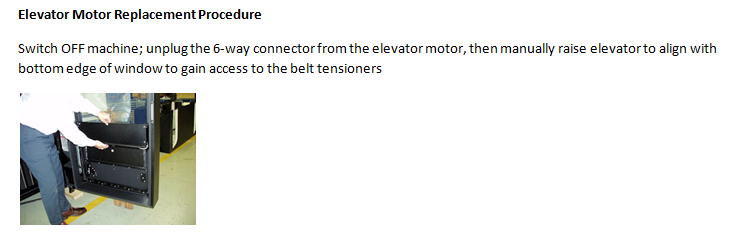 Elevator Motor Replacement Procedure
Switch OFF machine; unplug the 6-way connector from the elevator motor, then manually raise elevator to align with
bottom edge of window to gain access to the belt tensioners